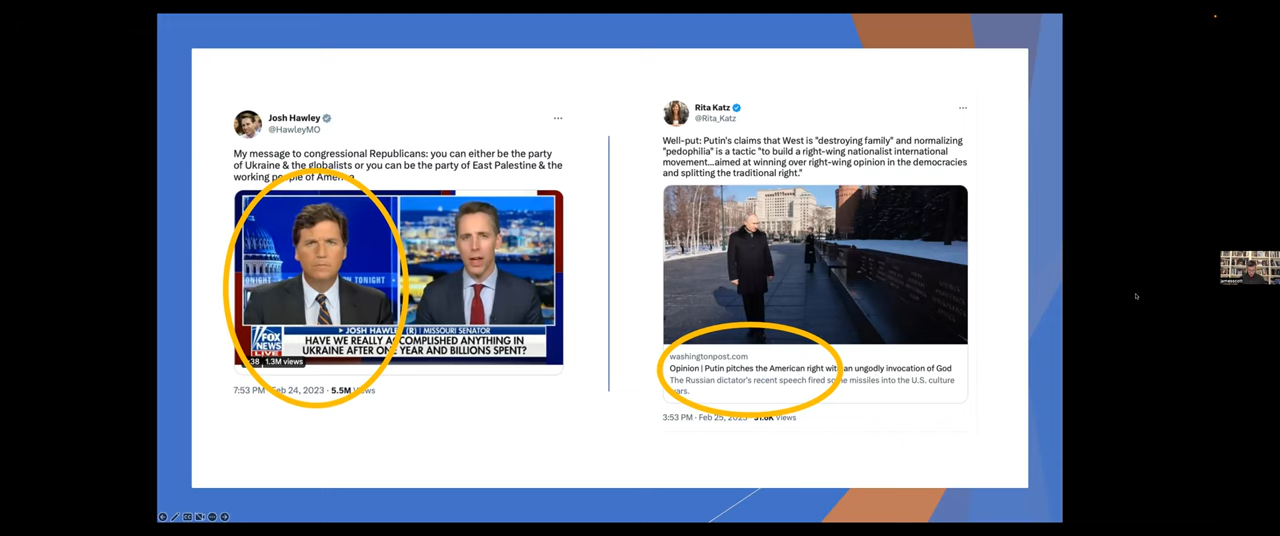 Josh Hawley
@HawleyMO
My message to congressional Republicans: you can either be the party
of Ukraine & the globalists or you can be the party of East Palestine & the
working people of America
NIGHT
TONIGHT
JOSH HAWLEY (R) | MISSOURI SENATOR
FOX
NEWS
LIVE
HAVE WE REALLY ACCOMPLISHED ANYTHING IN
UKRAINE AFTER ONE YEAR AND BILLIONS SPENT?
:38 1.3M views
7:53 PM · Feb 24, 2023 · 5.5M Views
Rita Katz
@Rita_Katz
Well-put: Putin's claims that West is "destroying family" and normalizing
"pedophilia" is a tactic "to build a right-wing nationalist international
movement...aimed at winning over right-wing opinion in the democracies
and splitting the traditional right."
washingtonpost.com
Opinion | Putin pitches the American right with an ungodly invocation of God
The Russian dictator's recent speech fired some missiles into the U.S. culture
wars.
3:53 PM · Feb 25, 2023 Views
CC